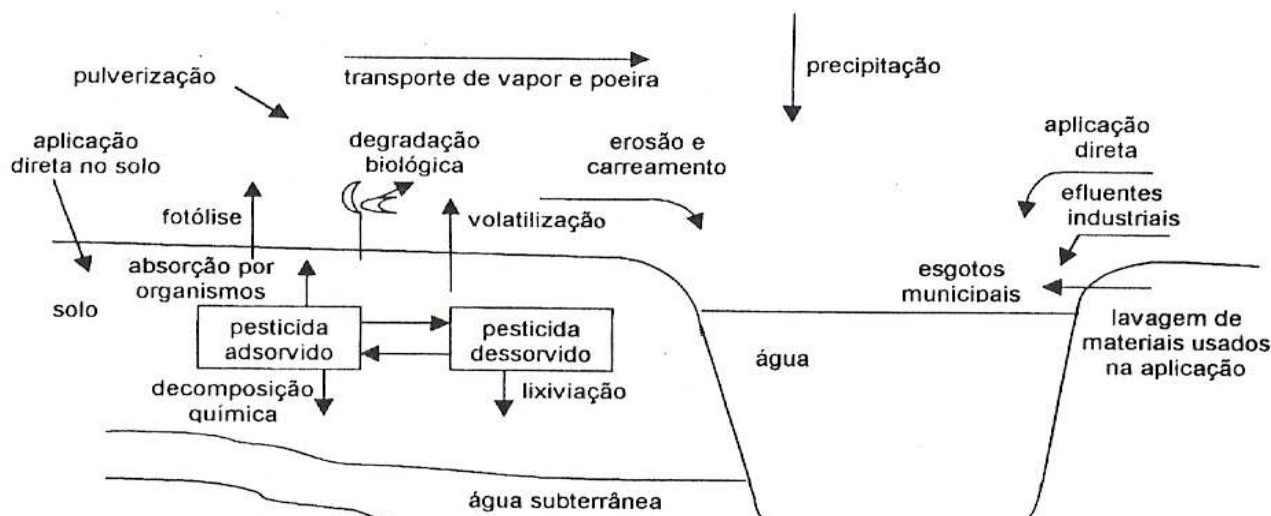 pulverização
transporte de vapor e poeira
precipitação
aplicação
direta no solo
degradação
biológica
erosão e
carreamento
aplicação
direta
fotólise
volatilização
efluentes
industriais
absorção por
organismos
esgotos
municipais
solo
pesticida
adsorvido
pesticida
dessorvido
água
lavagem de
materiais usados
na aplicação
decomposição
química
lixiviação
água subterrânea